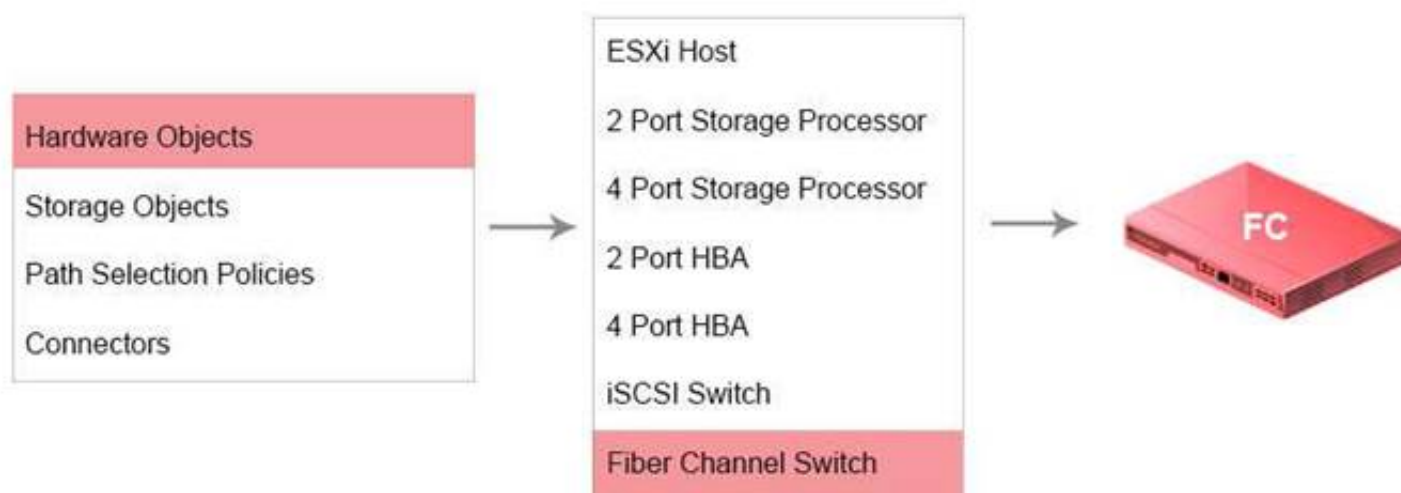 Hardware Objects
Storage Objects
Path Selection Policies
Connectors
ESXi Host
2 Port Storage Processor
4 Port Storage Processor
2 Port HBA
4 Port HBA
iSCSI Switch
Fiber Channel Switch
FC